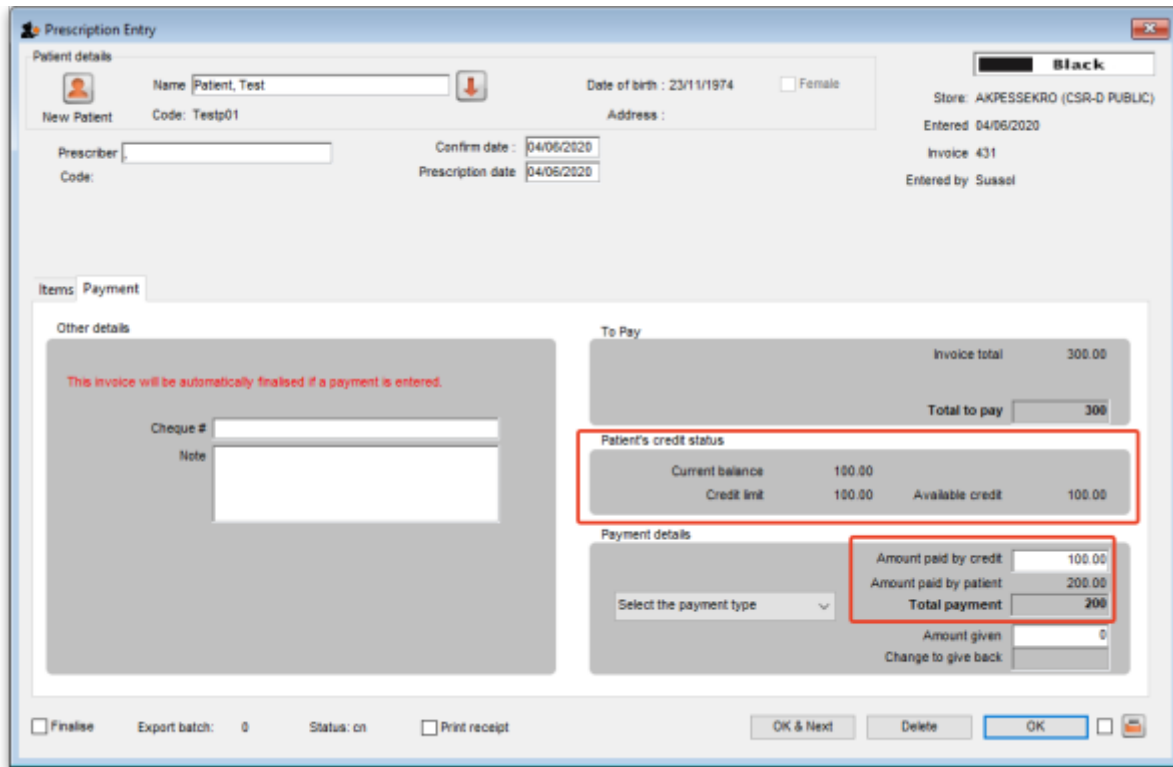 Prescription Entry
Patient details
Name Patient, Test
Date of birth : 23/11/1974
Female
Black
New Patient
Code: Testp01
Address :
Store: AKPESSEKRO (CSR-D PUBLIC)
Entered 04/06/2020
Prescriber ,
Confirm date : 04/06/2020
Invoice 431
Code:
Prescription date 04/06/2020
Entered by Sussol
Items Payment
Other details
This invoice will be automatically finalised if a payment is entered.
Cheque #
Note
To Pay
Invoice total 300.00
Total to pay 300
Patient's credit status
Current balance 100.00
Credit limit 100.00 Available credit 100.00
Payment details
Amount paid by credit 100.00
Amount paid by patient 200.00
Select the payment type
Total payment 200
Amount given 0
Change to give back
Finalise Export batch: 0 Status: cn Print receipt OK & Next Delete OK